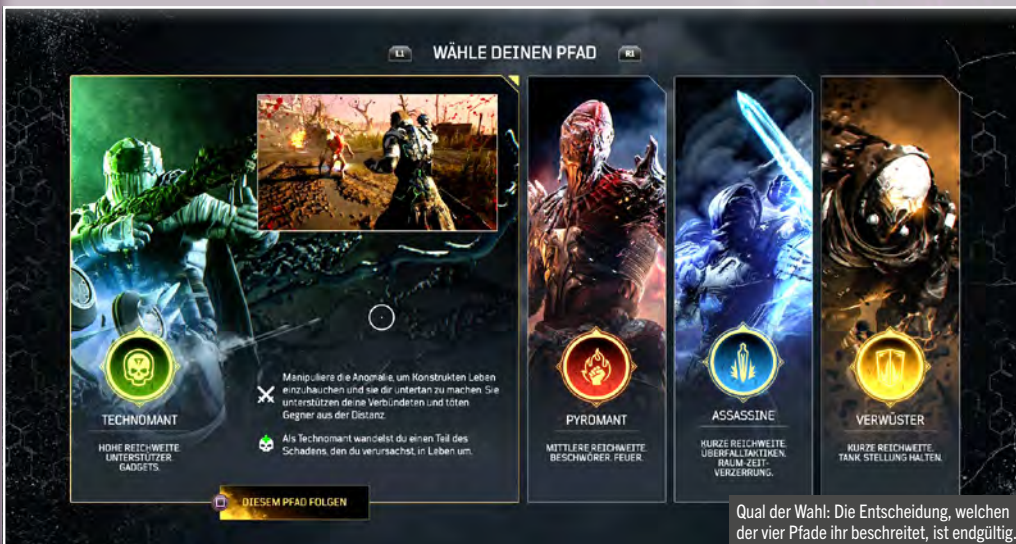 L1 WÄHLE DEINEN PFAD R1
Manipuliere die Anomalie, um Konstrukten Leben
einzuhauchen und sie dir untertan zu machen. Sie
unterstützen deine Verbündeten und töten
Gegner aus der Distanz.
Als Technomant wandelst du einen Teil des
Schadens, den du verursachst, in Leben um.
TECHNOMANT
HOHE REICHWEITE.
UNTERSTÜTZER.
GADGETS.
DIESEM PFAD FOLGEN
PYROMANT
MITTLERE REICHWEITE.
BESCHWÖRER. FEUER.
ASSASSINE
KURZE REICHWEITE.
ÜBERFALLTAKTIKEN.
RAUM-ZEIT-
VERZERRUNG.
VERWÜSTER
KURZE REICHWEITE.
TANK. STELLUNG HALTEN.
Qual der Wahl: Die Entscheidung, welchen
der vier Pfade ihr beschreitet, ist endgültig.